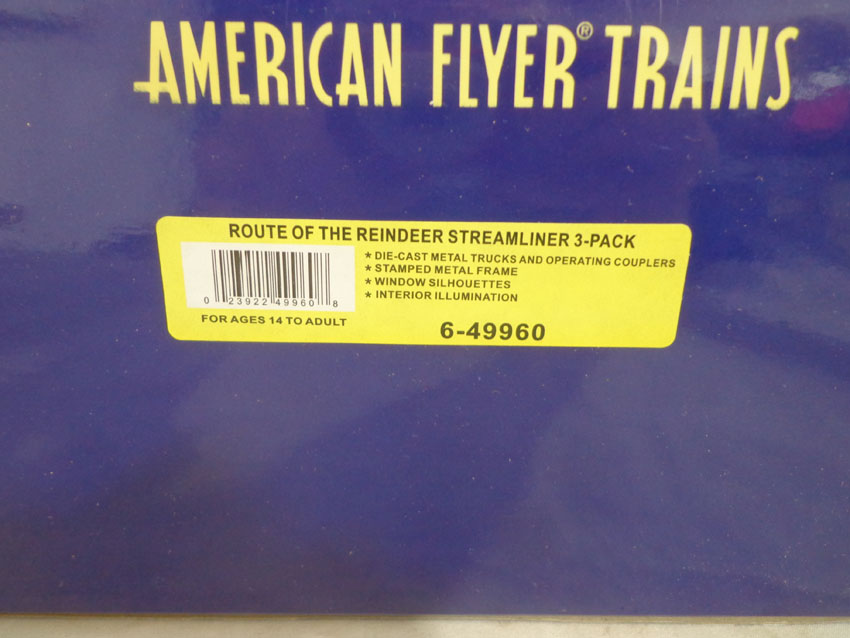 AMERICAN FLYER® TRAINS
ROUTE OF THE REINDEER STREAMLINER 3-PACK
★ DIE-CAST METAL TRUCKS AND OPERATING COUPLERS
★ STAMPED METAL FRAME
★ WINDOW SILHOUETTES
★ INTERIOR ILLUMINATION
0 23922 49960 8
FOR AGES 14 TO ADULT
6-49960